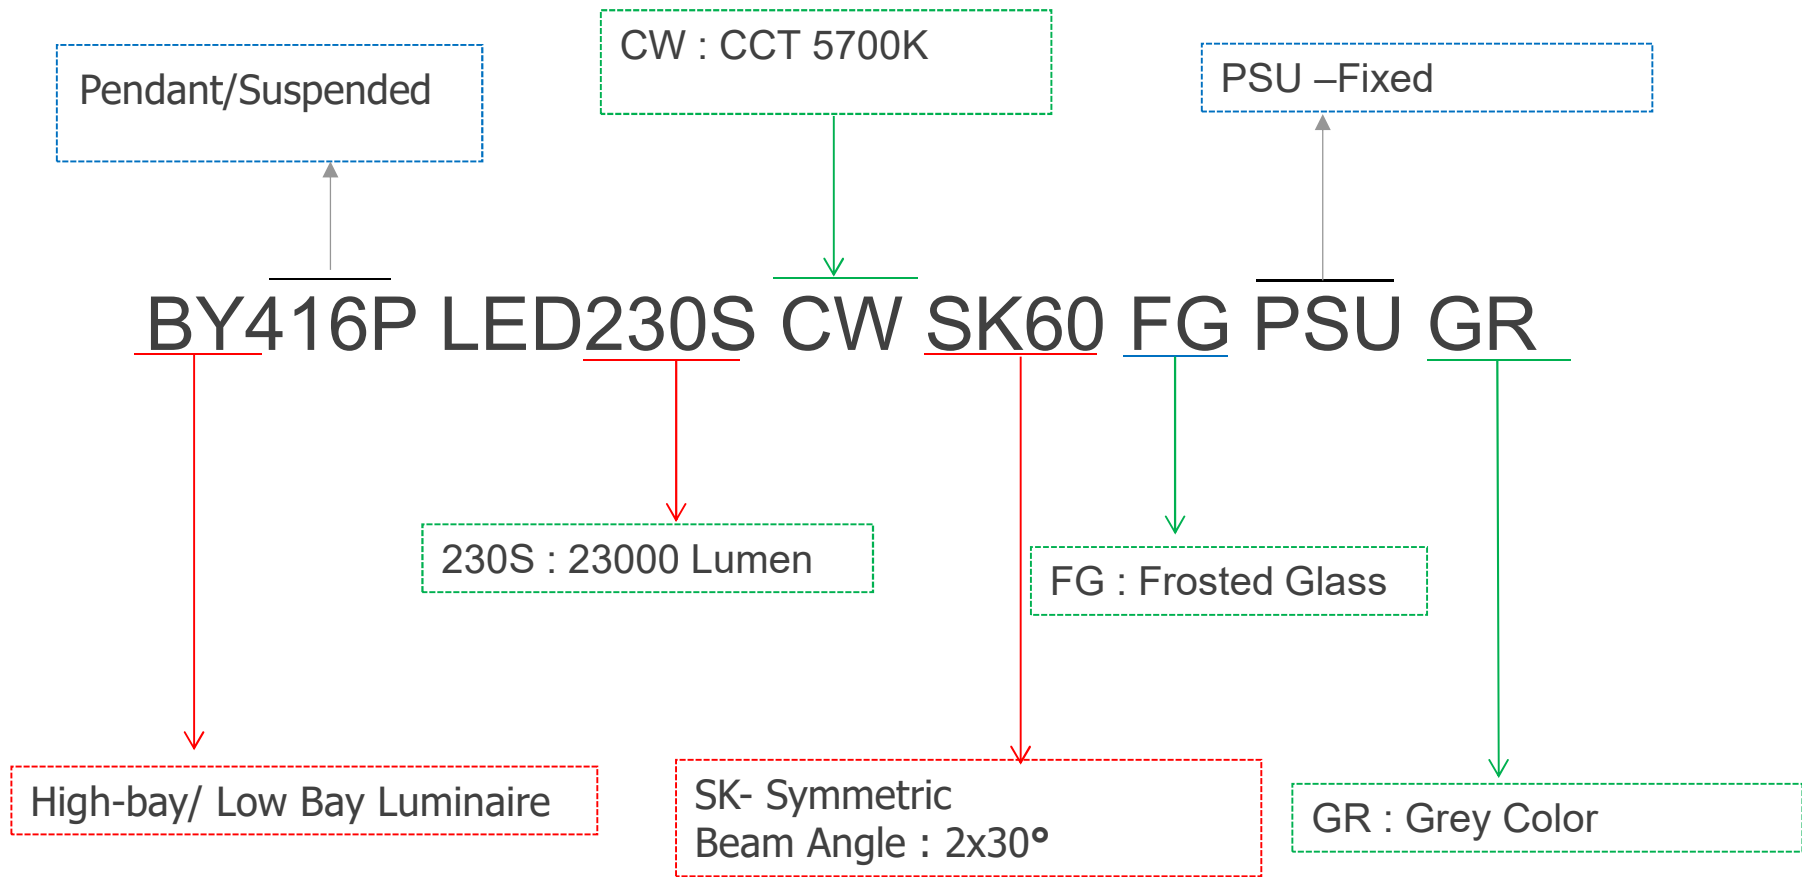 CW : CCT 5700K
Pendant/Suspended
PSU –Fixed
BY416P LED230S CW SK60 FG PSU GR
230S : 23000 Lumen
FG : Frosted Glass
High-bay/ Low Bay Luminaire
SK- Symmetric
Beam Angle : 2x30°
GR : Grey Color